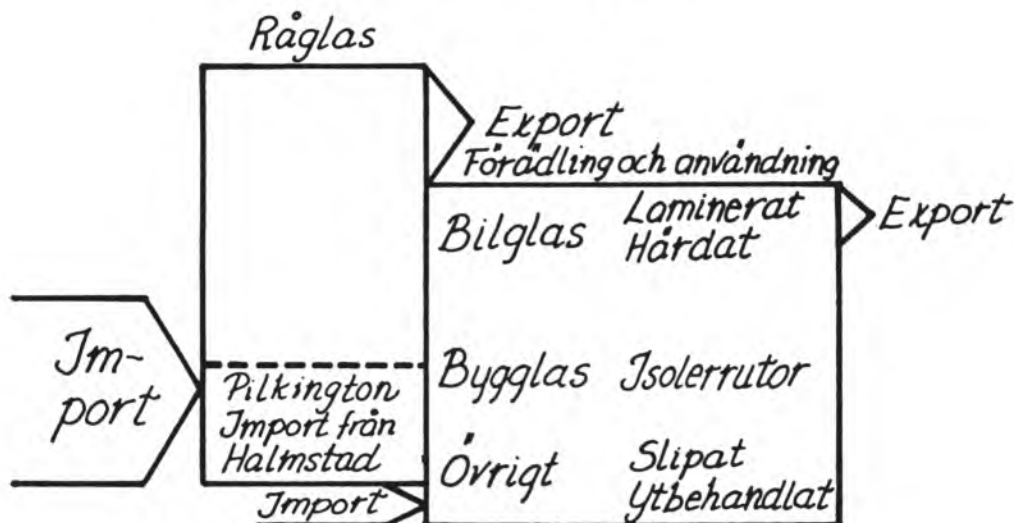 Råglas
Export
Förädling och användning
Bilglas Laminerat
Härdat
Export
Im-
port
Pilkington
Import från
Halmstad
Bygglas Isolerrutor
Övrigt Slipat
Ytbehandlat
Import